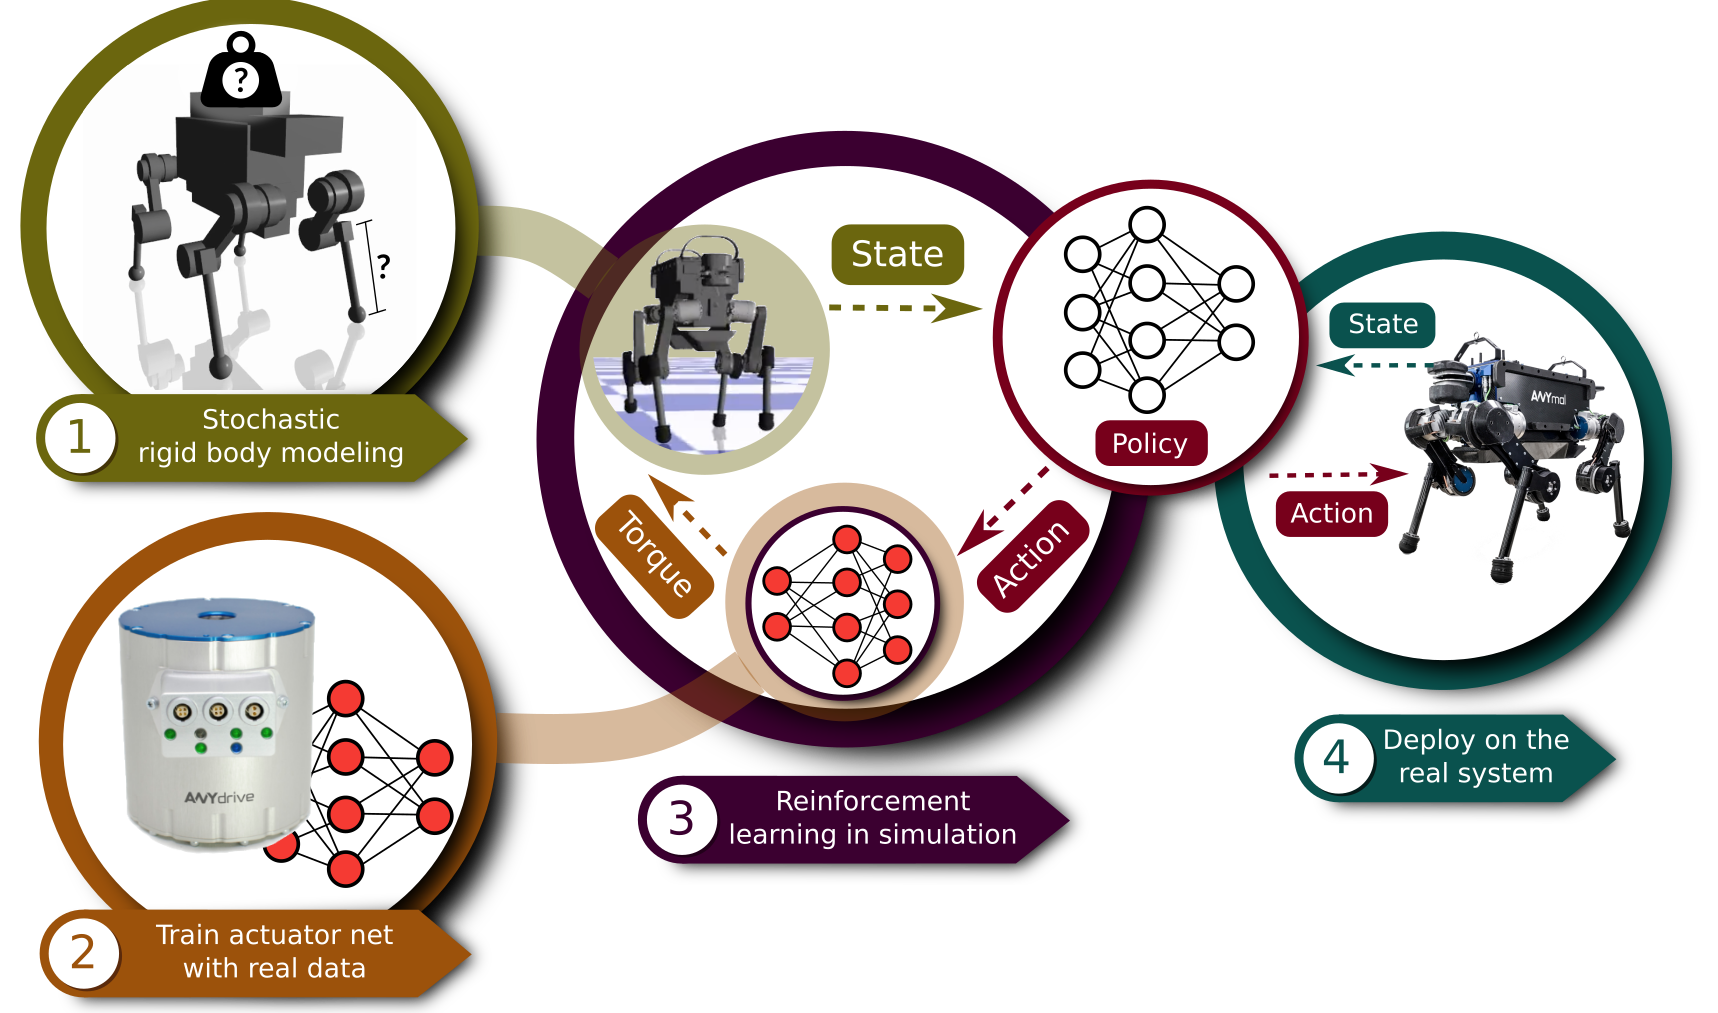 ?
?
1
Stochastic
rigid body modeling
ANYdrive
2
Train actuator net
with real data
State
Policy
Action
Torque
3
Reinforcement
learning in simulation
State
ANYmal
Action
4
Deploy on the
real system